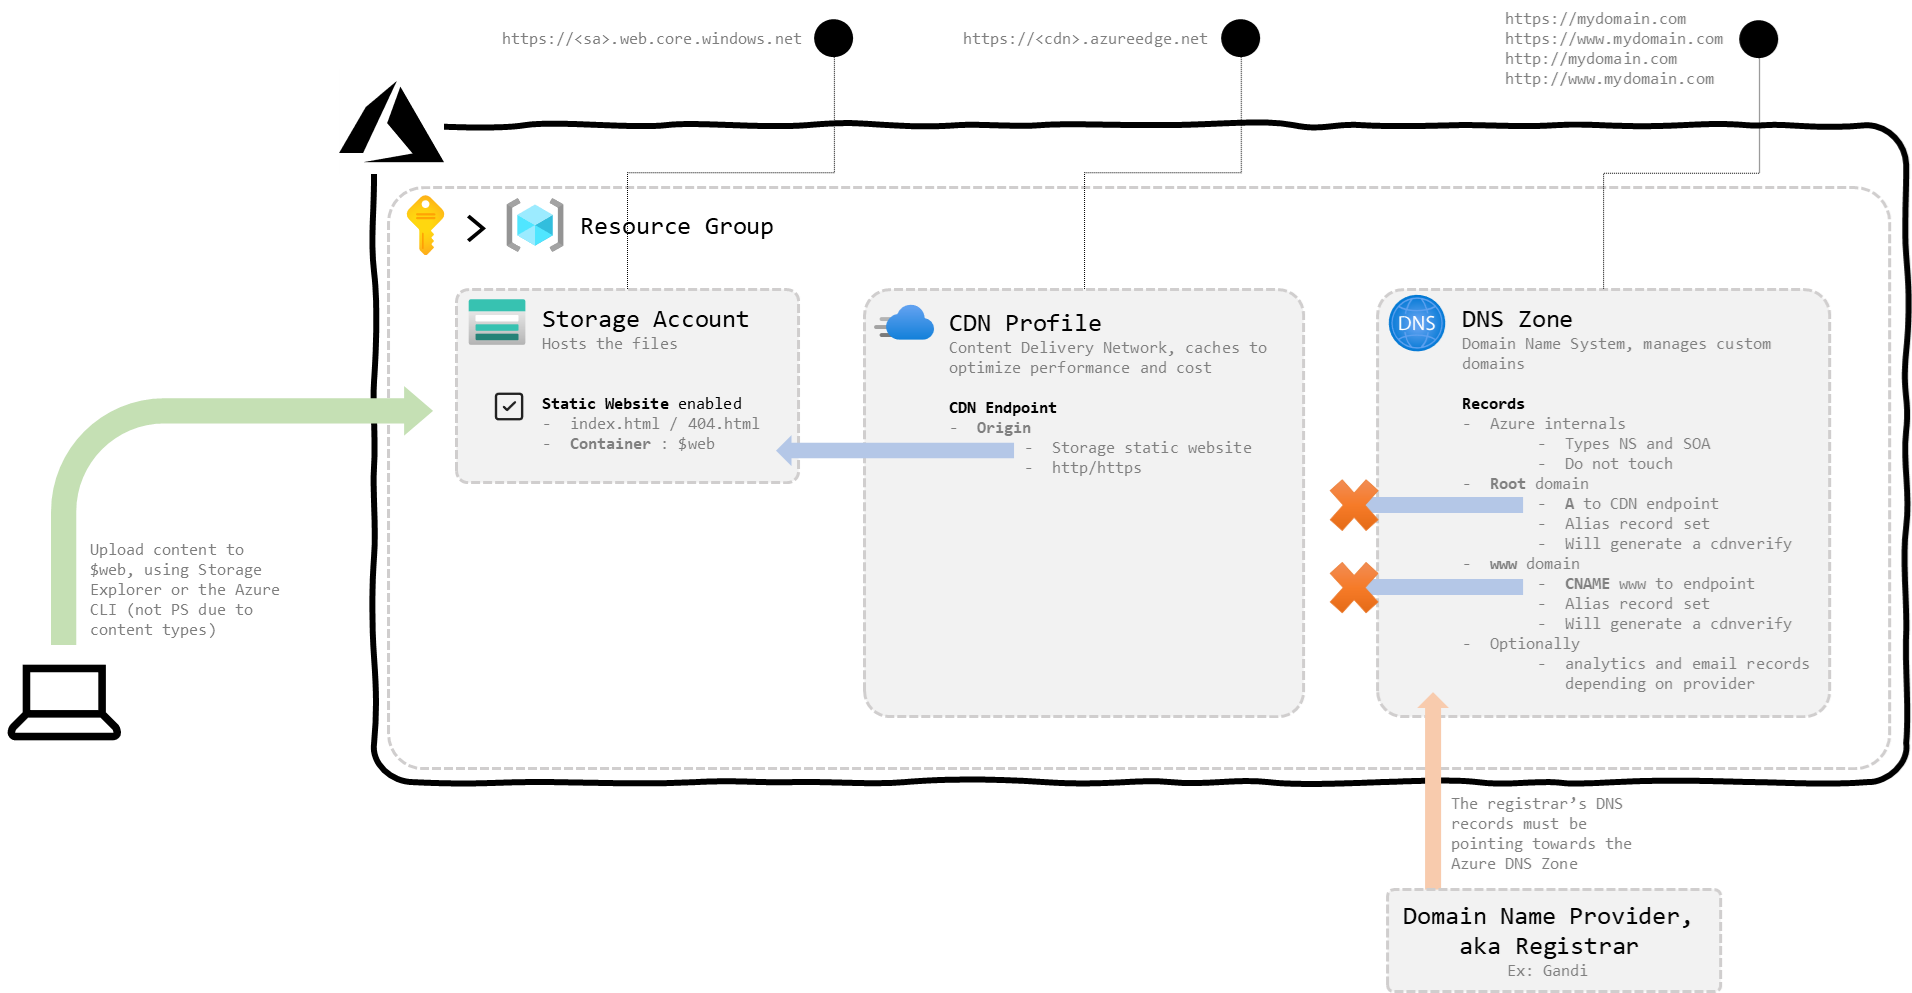 https://<sa>.web.core.windows.net
https://<cdn>.azureedge.net
https://mydomain.com
https://www.mydomain.com
http://mydomain.com
http://www.mydomain.com
Resource Group
Storage Account
Hosts the files
Static Website enabled
- index.html / 404.html
- Container : $web
CDN Profile
Content Delivery Network, caches to
optimize performance and cost
CDN Endpoint
- Origin
- Storage static website
- http/https
DNS
DNS Zone
Domain Name System, manages custom
domains
Records
- Azure internals
- Types NS and SOA
- Do not touch
- Root domain
- A to CDN endpoint
- Alias record set
- Will generate a cdnverify
- www domain
- CNAME www to endpoint
- Alias record set
- Will generate a cdnverify
- Optionally
- analytics and email records
depending on provider
Upload content to
$web, using Storage
Explorer or the Azure
CLI (not PS due to
content types)
The registrar’s DNS
records must be
pointing towards the
Azure DNS Zone
Domain Name Provider,
aka Registrar
Ex: Gandi